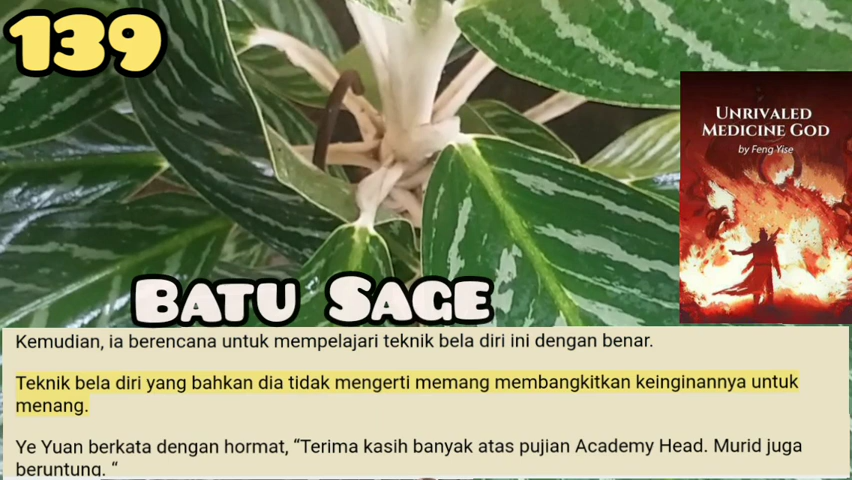 139
UNRIVALED
MEDICINE GOD
by Feng Yise
BATU SAGE
Kemudian, ia berencana untuk mempelajari teknik bela diri ini dengan benar.
Teknik bela diri yang bahkan dia tidak mengerti memang membangkitkan keinginannya untuk
menang.
Ye Yuan berkata dengan hormat, “Terima kasih banyak atas pujian Academy Head. Murid juga
beruntung. “